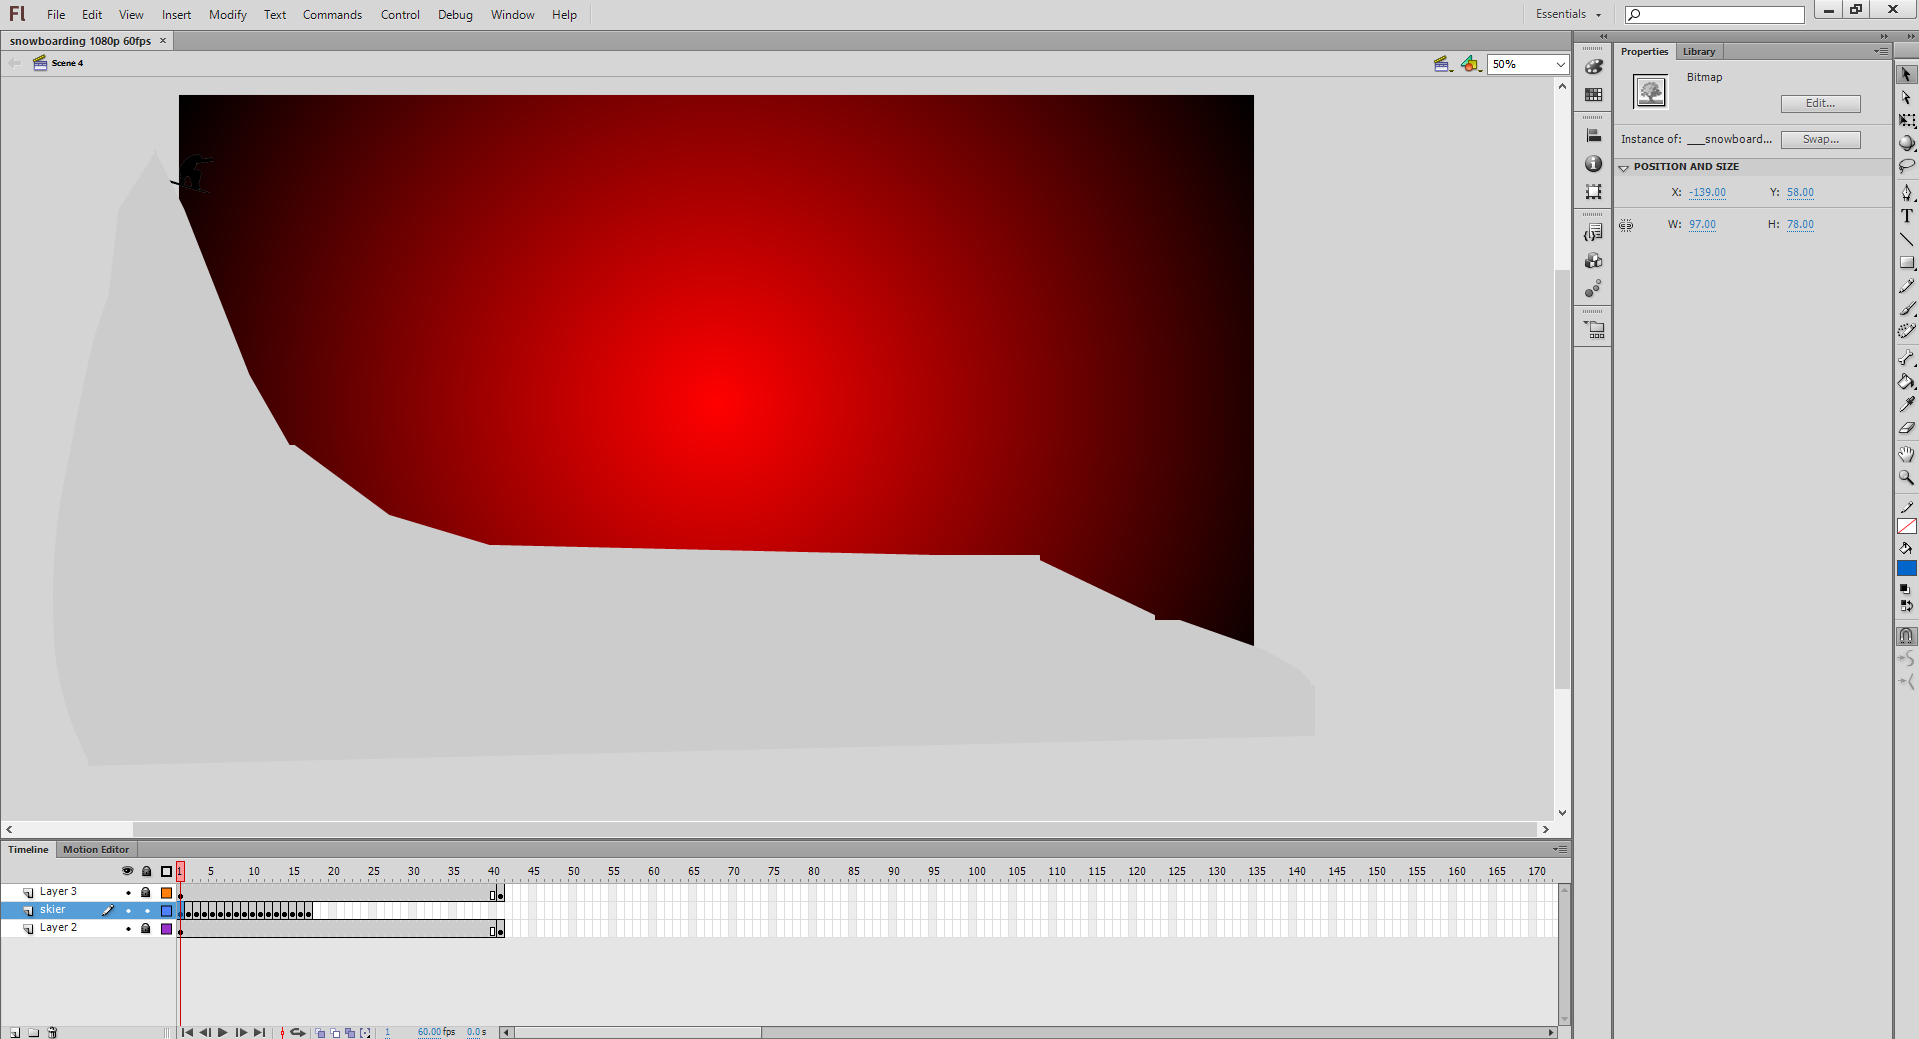 Fl File Edit View Insert Modify Text Commands Control Debug Window Help Essentials
snowboarding 1080p 60fps ×
Scene 4 50%
Properties Library
Bitmap
Edit...
Instance of: ___snowboard... Swap...
POSITION AND SIZE
X: -139.00 Y: 58.00
W: 97.00 H: 78.00
T
Timeline Motion Editor
1 5 10 15 20 25 30 35 40 45 50 55 60 65 70 75 80 85 90 95 100 105 110 115 120 125 130 135 140 145 150 155 160 165 170
Layer 3
skier
Layer 2
1 60.00 fps 0.0 s